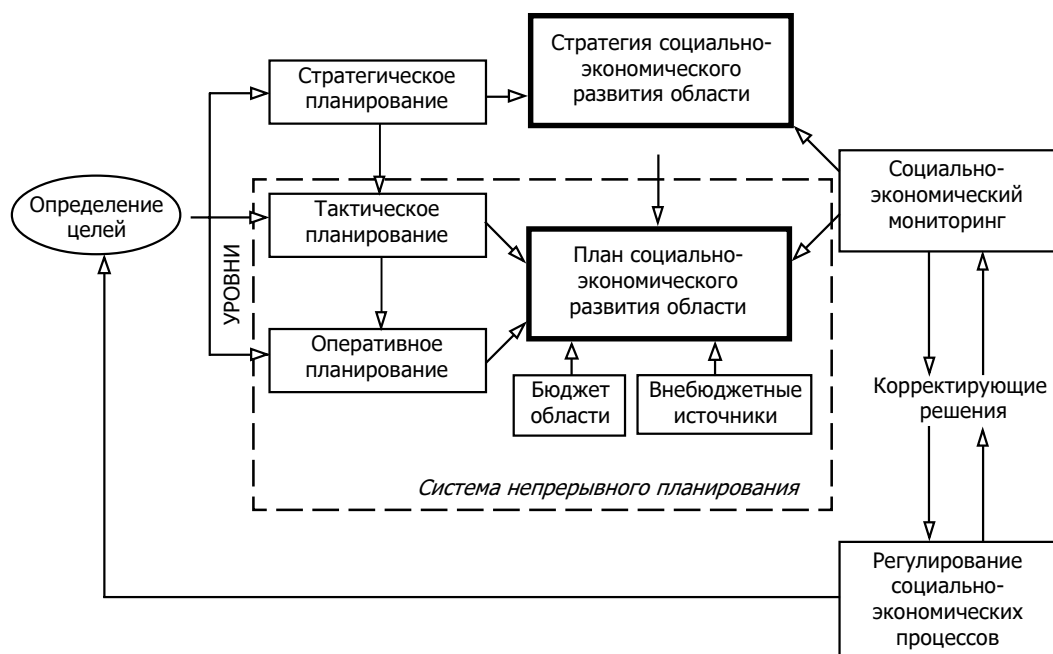 Стратегия социально-
экономического
развития области
Стратегическое
планирование
Социально-
экономический
мониторинг
Определение
целей
Тактическое
планирование
УРОВНИ
План социально-
экономического
развития области
Оперативное
планирование
Бюджет
области
Внебюджетные
источники
Корректирующие
решения
Система непрерывного планирования
Регулирование
социально-
экономических
процессов